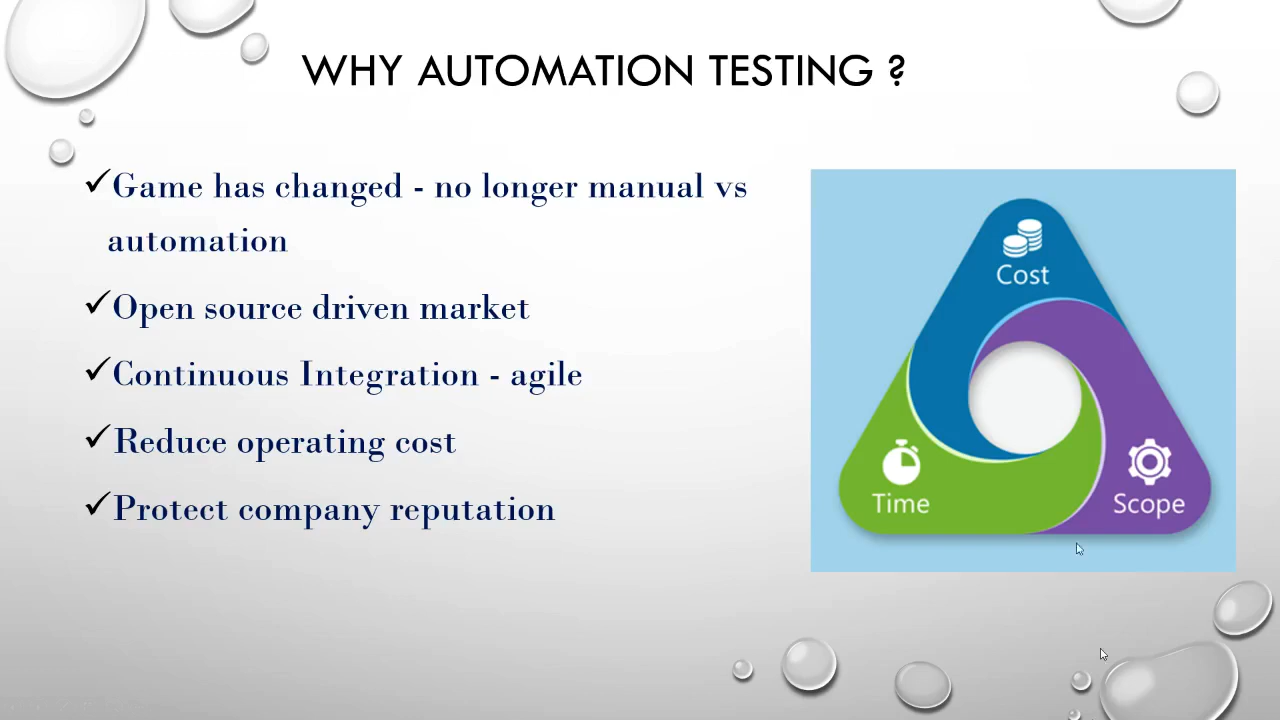 WHY AUTOMATION TESTING ?
Game has changed - no longer manual vs
automation
Open source driven market
Continuous Integration - agile
Reduce operating cost
Protect company reputation
Cost
Time
Scope